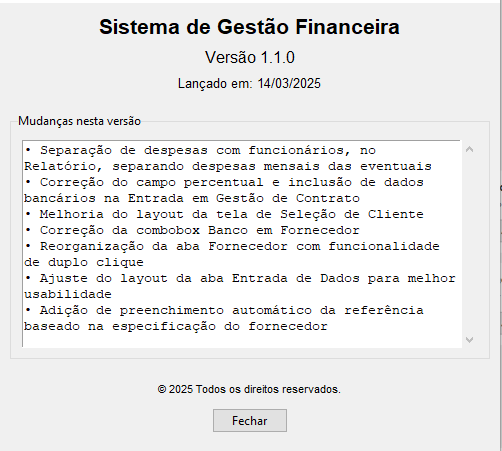 Sistema de Gestão Financeira
Versão 1.1.0
Lançado em: 14/03/2025
Mudanças nesta versão
• Separação de despesas com funcionários, no
Relatório, separando despesas mensais das eventuais
• Correção do campo percentual e inclusão de dados
bancários na Entrada em Gestão de Contrato
• Melhoria do layout da tela de Seleção de Cliente
• Correção da combobox Banco em Fornecedor
• Reorganização da aba Fornecedor com funcionalidade
de duplo clique
• Ajuste do layout da aba Entrada de Dados para melhor
usabilidade
• Adição de preenchimento automático da referência
baseado na especificação do fornecedor
© 2025 Todos os direitos reservados.
Fechar